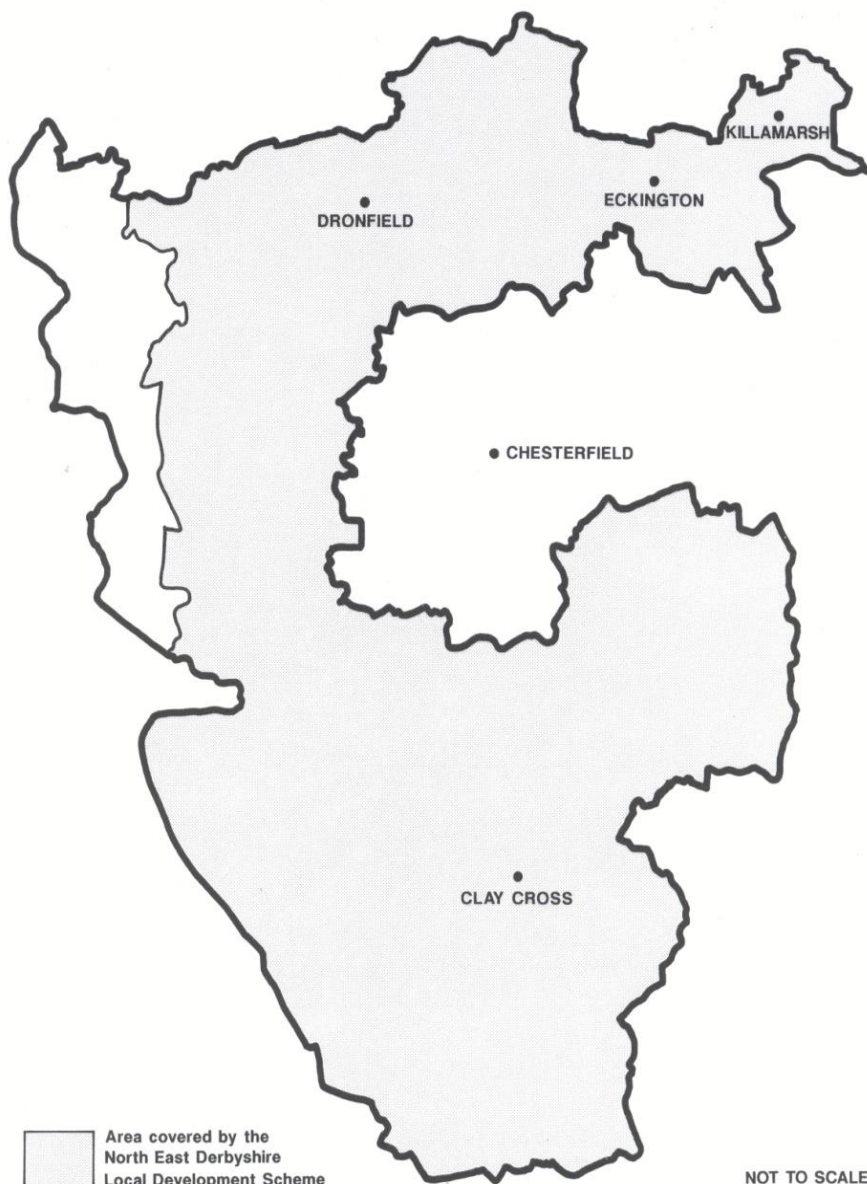 KILLAMARSH
ECKINGTON
DRONFIELD
CHESTERFIELD
CLAY CROSS
Area covered by the
North East Derbyshire
Local Development Scheme
NOT TO SCALE